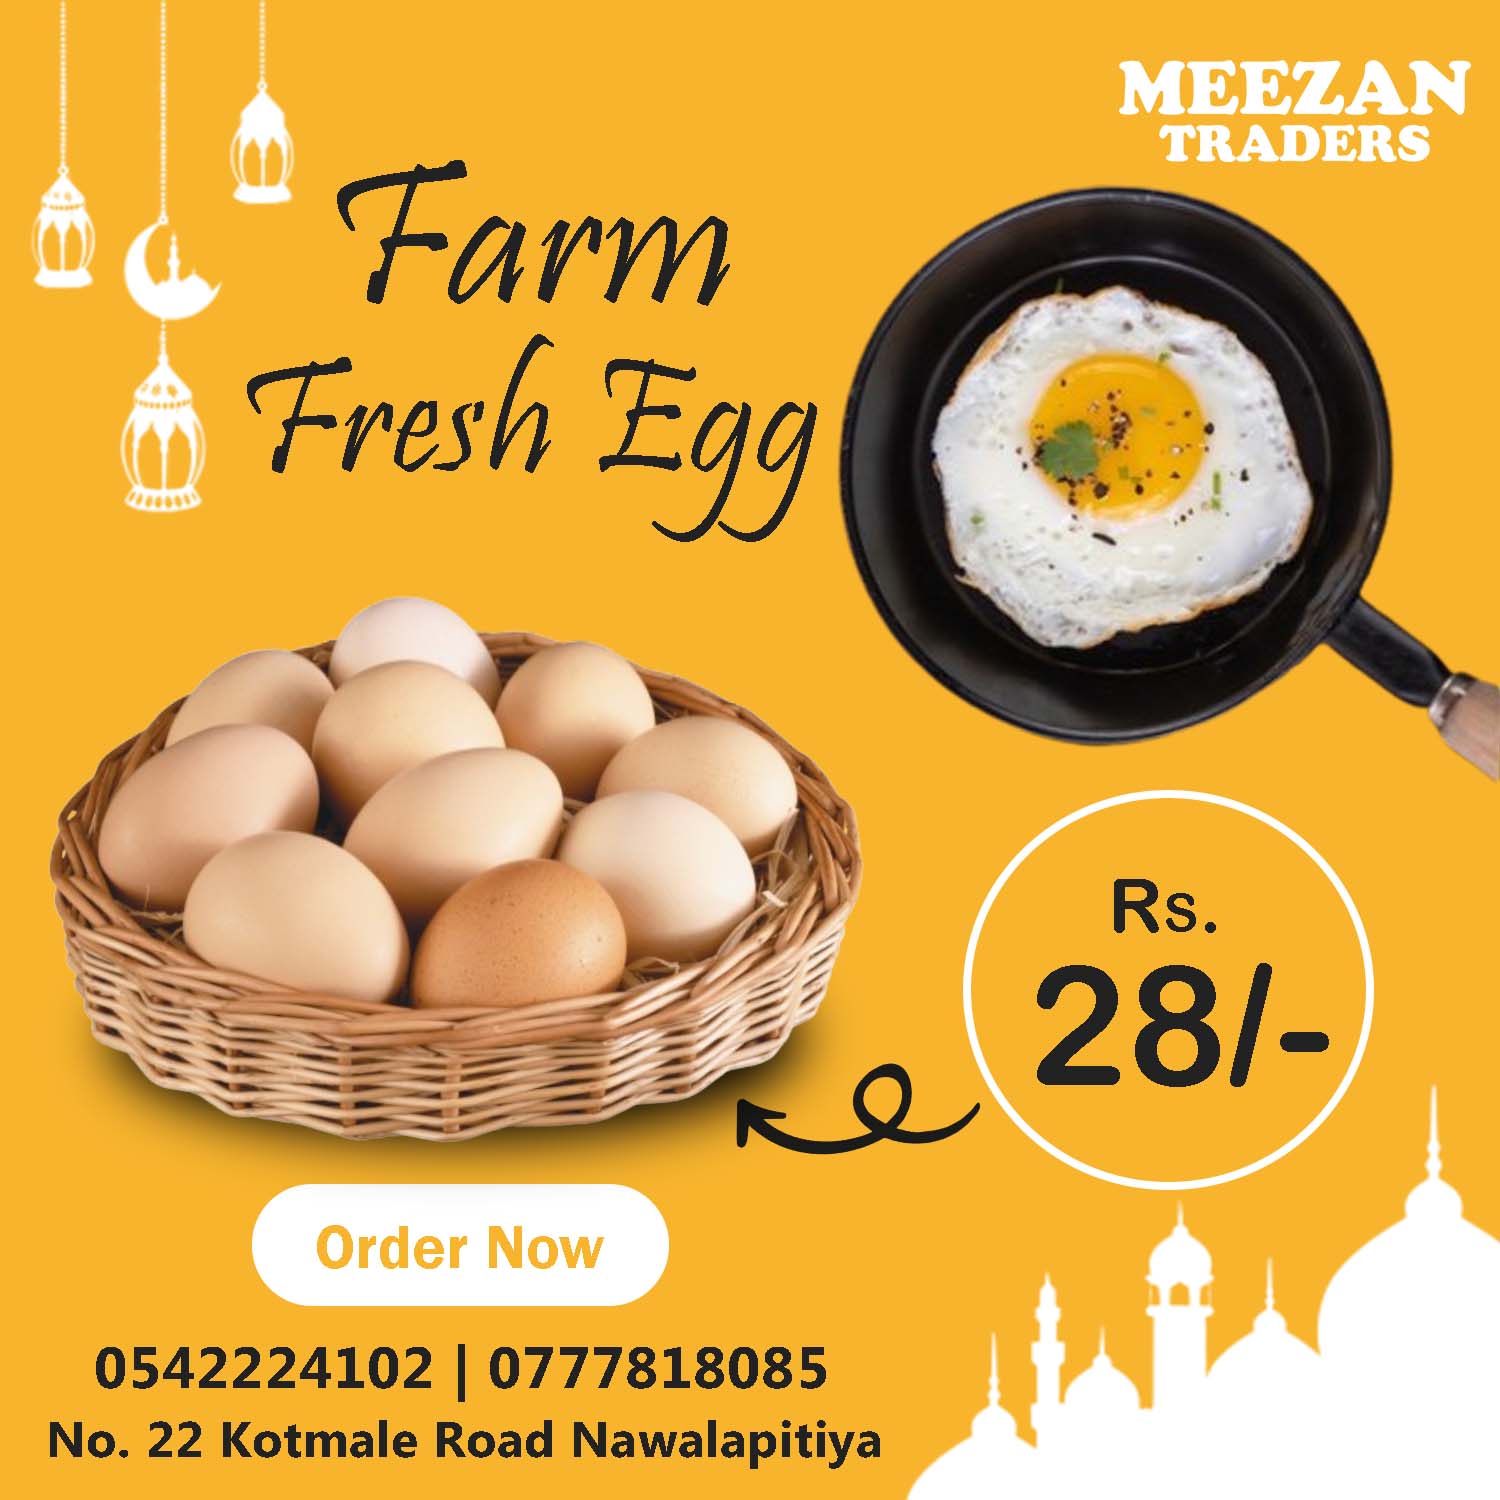 MEEZAN
TRADERS
Farm
Fresh Egg
Rs.
28/-
Order Now
0542224102 | 0777818085
No. 22 Kotmale Road Nawalapitiya